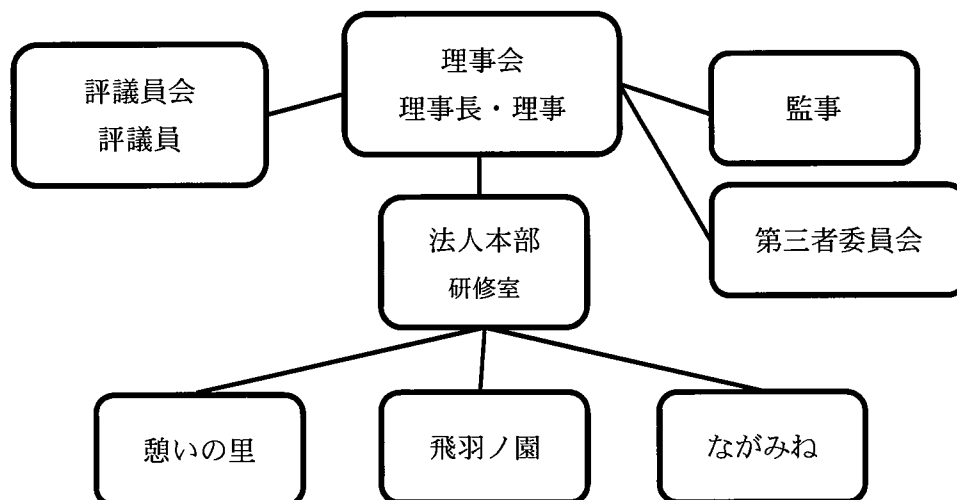 評議員会
評議員
理事会
理事長・理事
監事
第三者委員会
法人本部
研修室
憩いの里
飛羽ノ園
ながみね